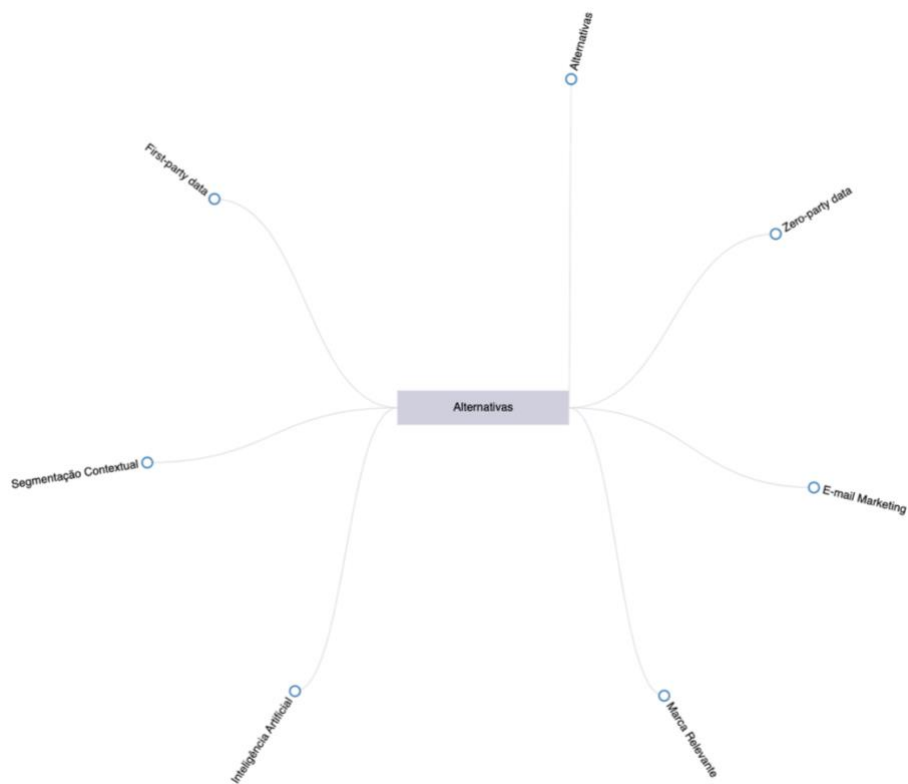 Alternativas
First-party data
Zero-party data
Alternativas
Segmentação Contextual
E-mail Marketing
Inteligência Artificial
Marca Relevante